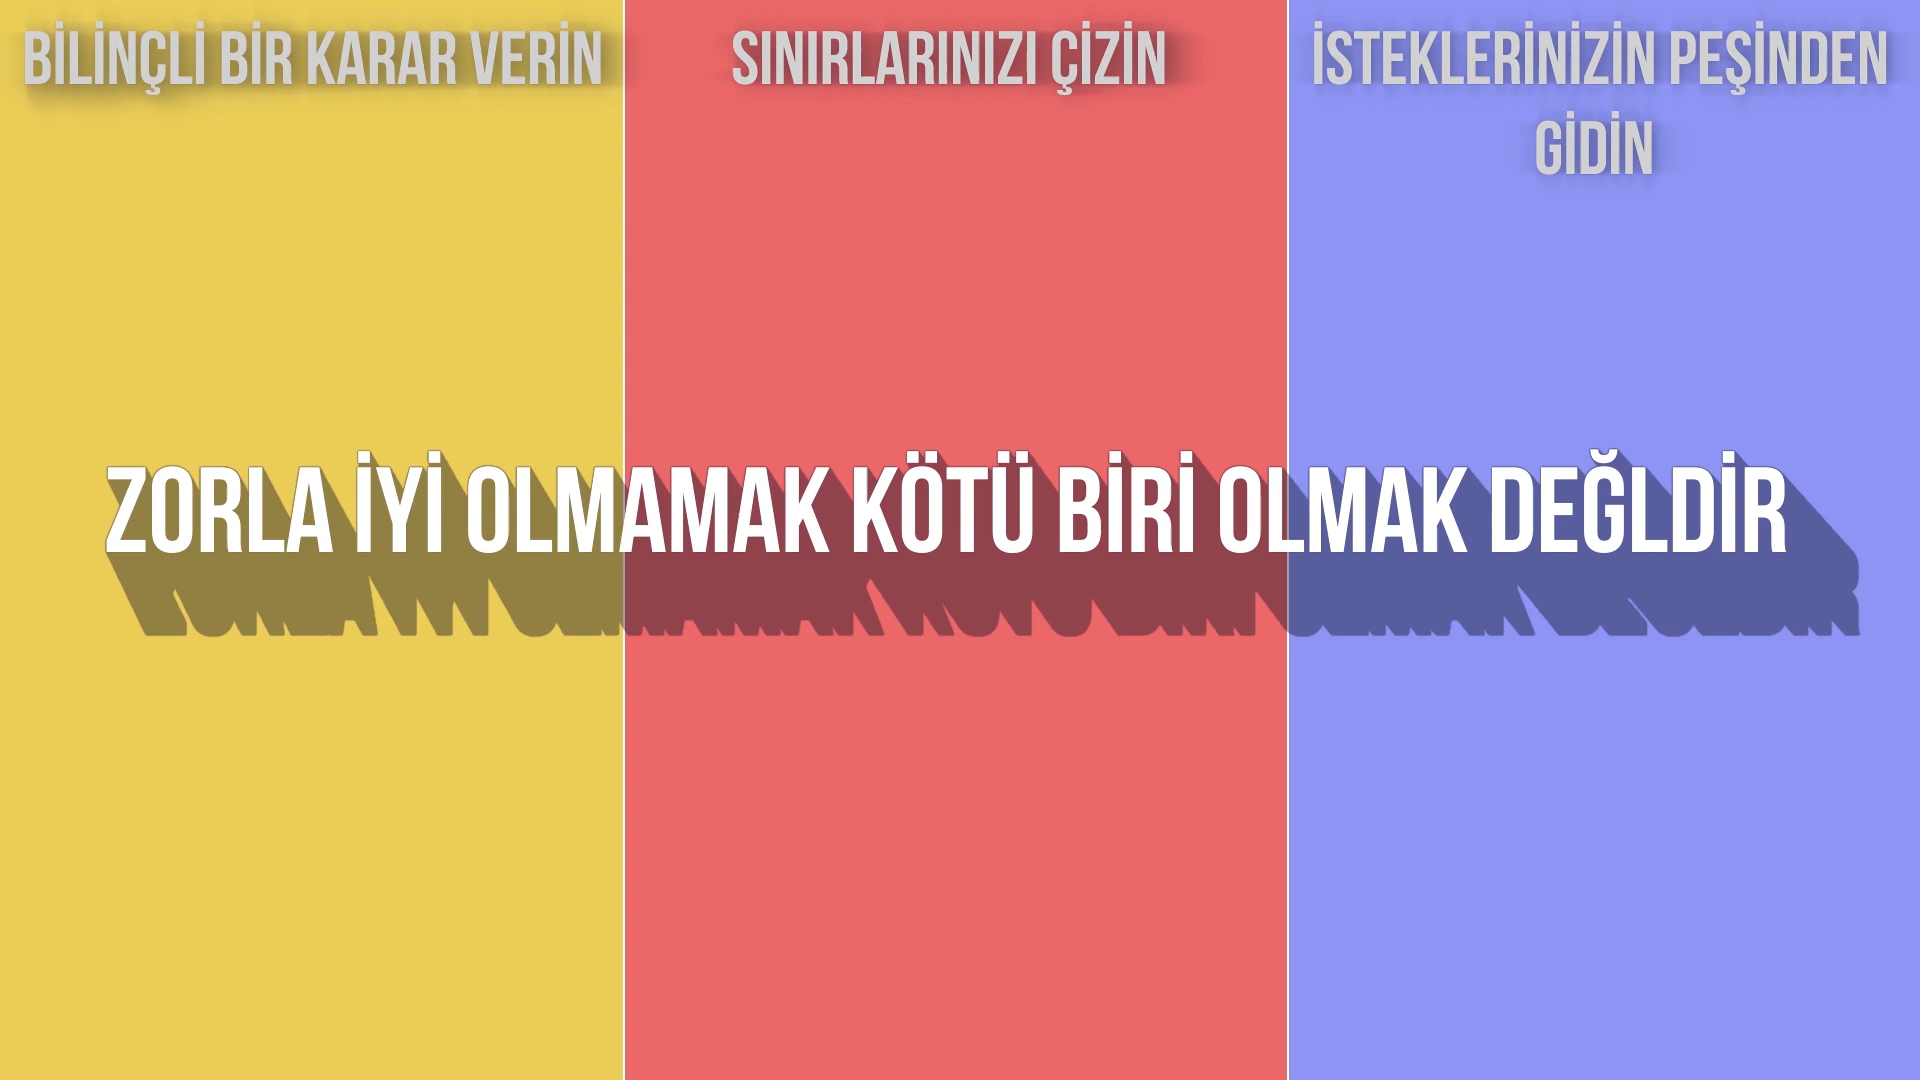 BİLİNÇLİ BİR KARAR VERİN
SINIRLARINIZI ÇİZİN
İSTEKLERİNİZİN PEŞİNDEN
GİDİN
ZORLA İYİ OLMAMAK KÖTÜ BİRİ OLMAK DEĞLDİR